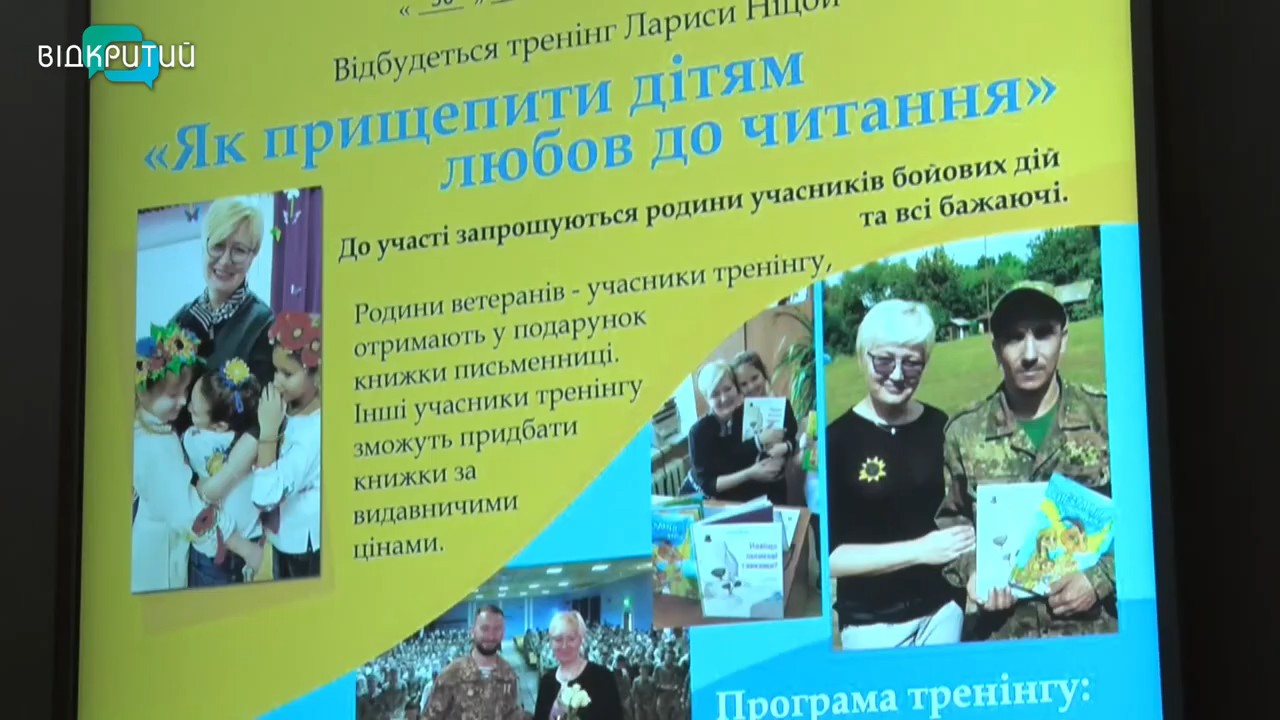 « 30 »
ВІДКРИТИЙ
Відбудеться тренінг Лариси Ніцой
«Як прищепити дітям
любов до читання»
До участі запрошуються родини учасників бойових дій
та всі бажаючі.
Родини ветеранів - учасники тренінгу,
отримають у подарунок
книжки письменниці.
Інші учасники тренінгу
зможуть придбати
книжки за
видавничими
цінами.
Програма тренінгу: